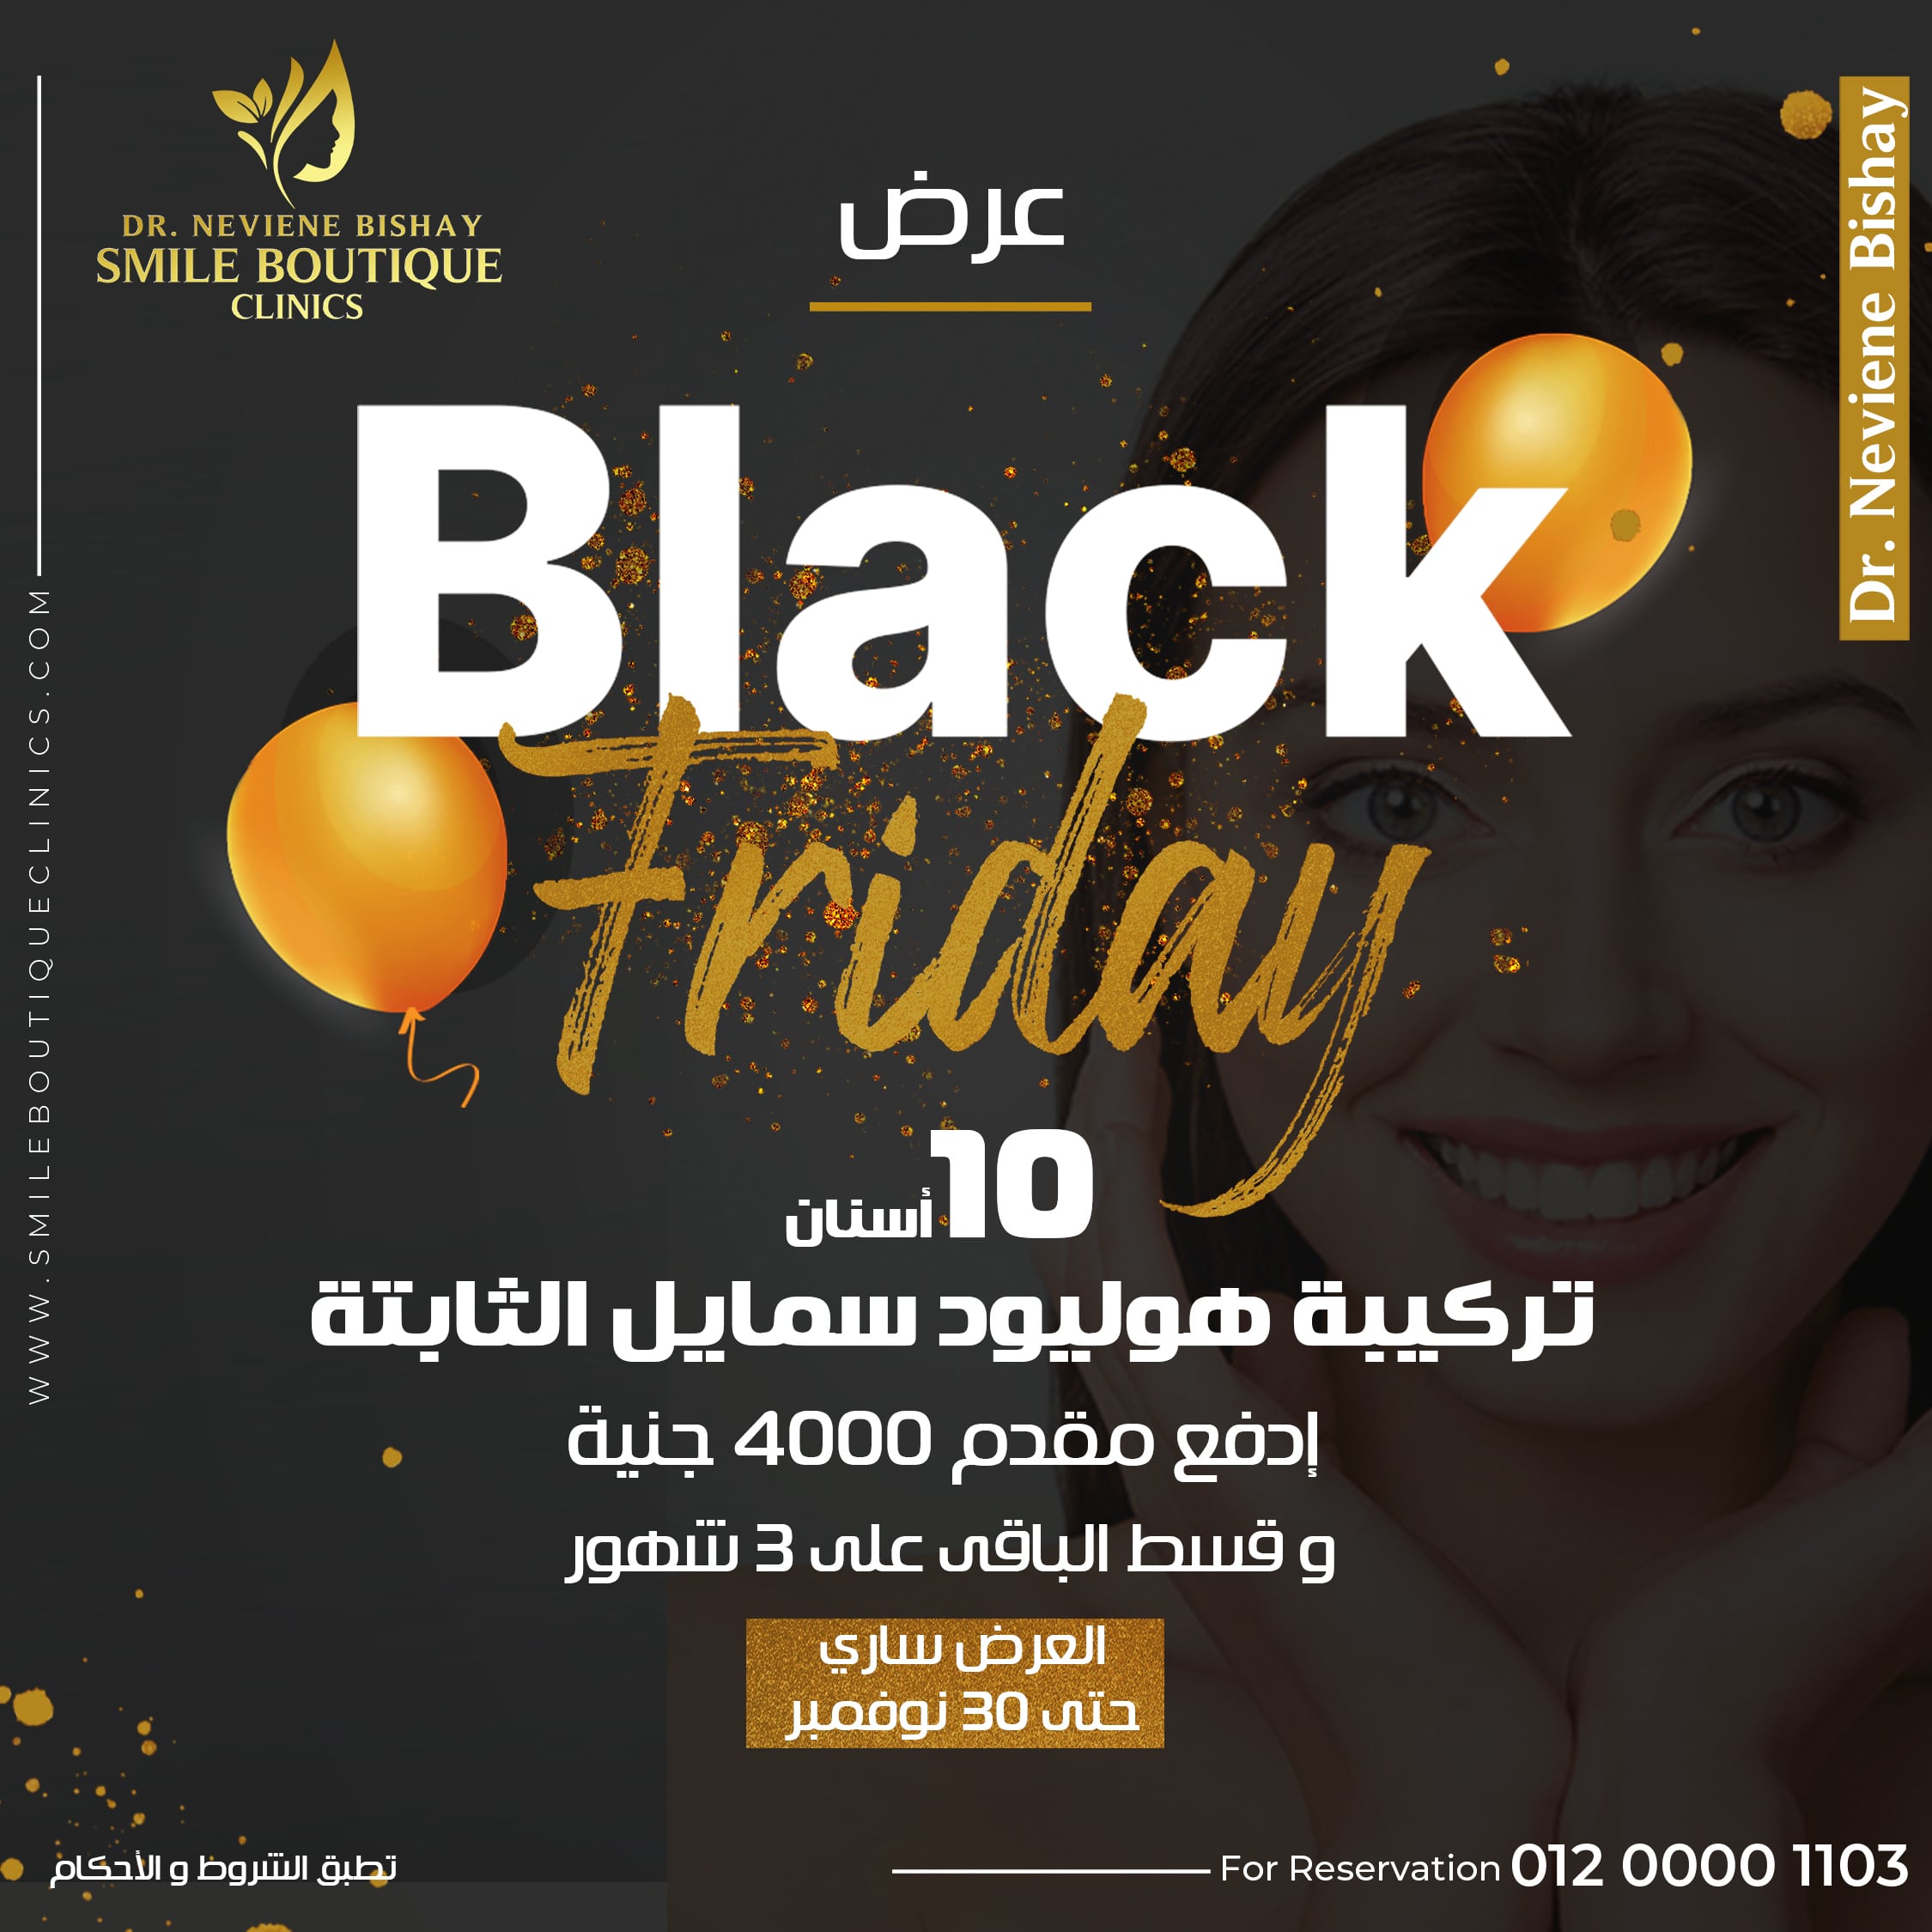 DR. NEVIENE BISHAY
SMILE BOUTIQUE
CLINICS
Dr. Neviene Bishay
WWW.SMILEBOUTIQUECLINICS.COM
عرض
Black
Friday
10 أسنان
تركيبة هوليود سمايل الثابتة
إدفع مقدم 4000 جنية
و قسط الباقى على 3 شهور
العرض ساري
حتى 30 نوفمبر
تطبق الشروط و الأحكام
For Reservation 012 0000 1103